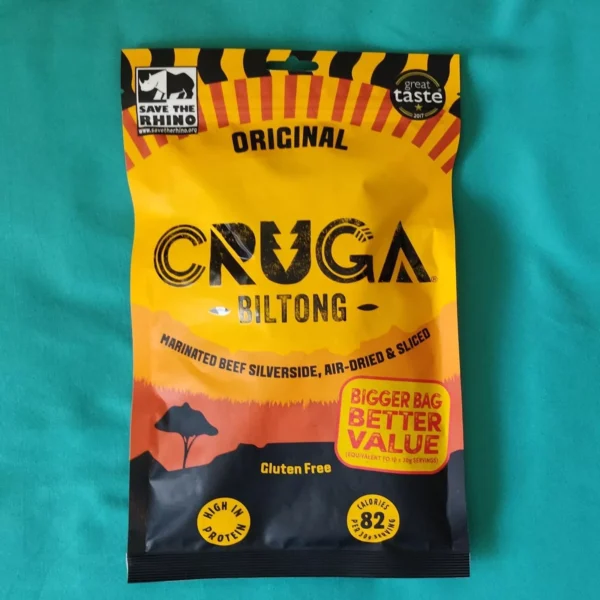 SAVE THE
RHINO
www.savetherhino.org
great
taste
2017
ORIGINAL
CRUGA
BILTONG
MARINATED BEEF SILVERSIDE, AIR-DRIED & SLICED
BIGGER BAG
BETTER
VALUE
Gluten Free
HIGH IN
PROTEIN
CALORIES
82